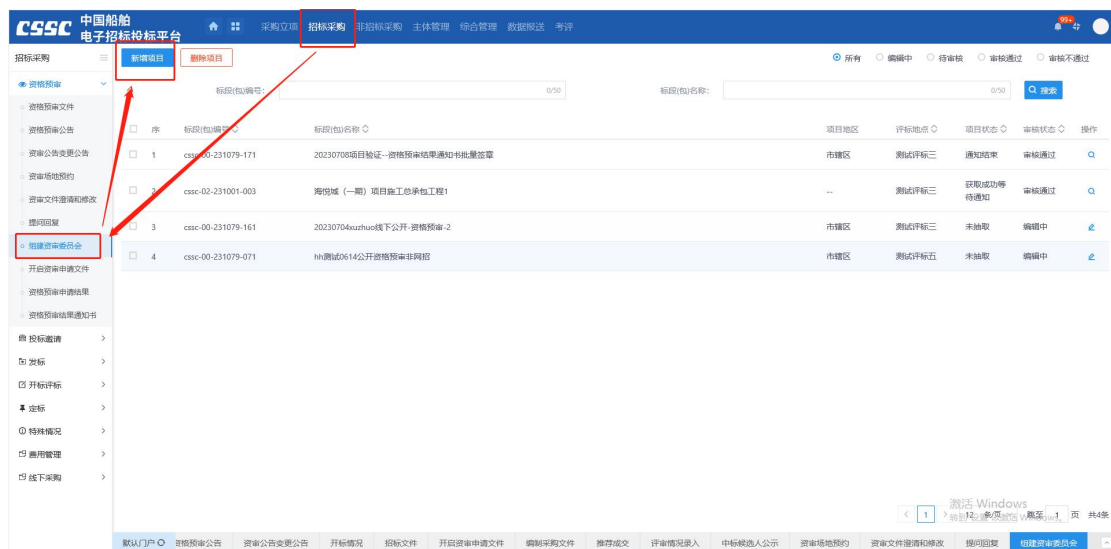 CSSC 中国船舶
电子招标投标平台
采购立项 招标采购 非招标采购 主体管理 综合管理 数据报送 考评 99+
招标采购
新增项目 删除项目 所有 编辑中 待审核 审核通过 审核不通过
资格预审
标段(包)编号: 0/50 标段(包)名称: 0/50 搜索
资格预审文件
资格预审公告
资审公告变更公告
资审场地预约
资审文件澄清和修改
提问回复
组建资审委员会
开启资审申请文件
资格预审申请结果
资格预审结果通知书
投标邀请
发标
开标评标
定标
特殊情况
费用管理
线下采购
序 标段(包)编号 标段(包)名称 项目地区 评标地点 项目状态 审核状态 操作
1 cssc-00-231079-171 20230708项目验证--资格预审结果通知书批量签章 市辖区 测试评标三 通知结束 审核通过
2 cssc-02-231001-003 海悦城（一期）项目施工总承包工程1 -- 测试评标三 获取成功等待通知 审核通过
3 cssc-00-231079-161 20230704xuzhuo线下公开-资格预审-2 市辖区 测试评标三 未抽取 编辑中
4 cssc-00-231079-071 hh测试0614公开资格预审非网招 市辖区 测试评标五 未抽取 编辑中
激活 Windows
1 12 条/页 跳至 1 页 共4条
默认门户 资格预审公告 资审公告变更公告 开标情况 招标文件 开启资审申请文件 编制采购文件 推荐成交 评审情况录入 中标候选人公示 资审场地预约 资审文件澄清和修改 提问回复 组建资审委员会